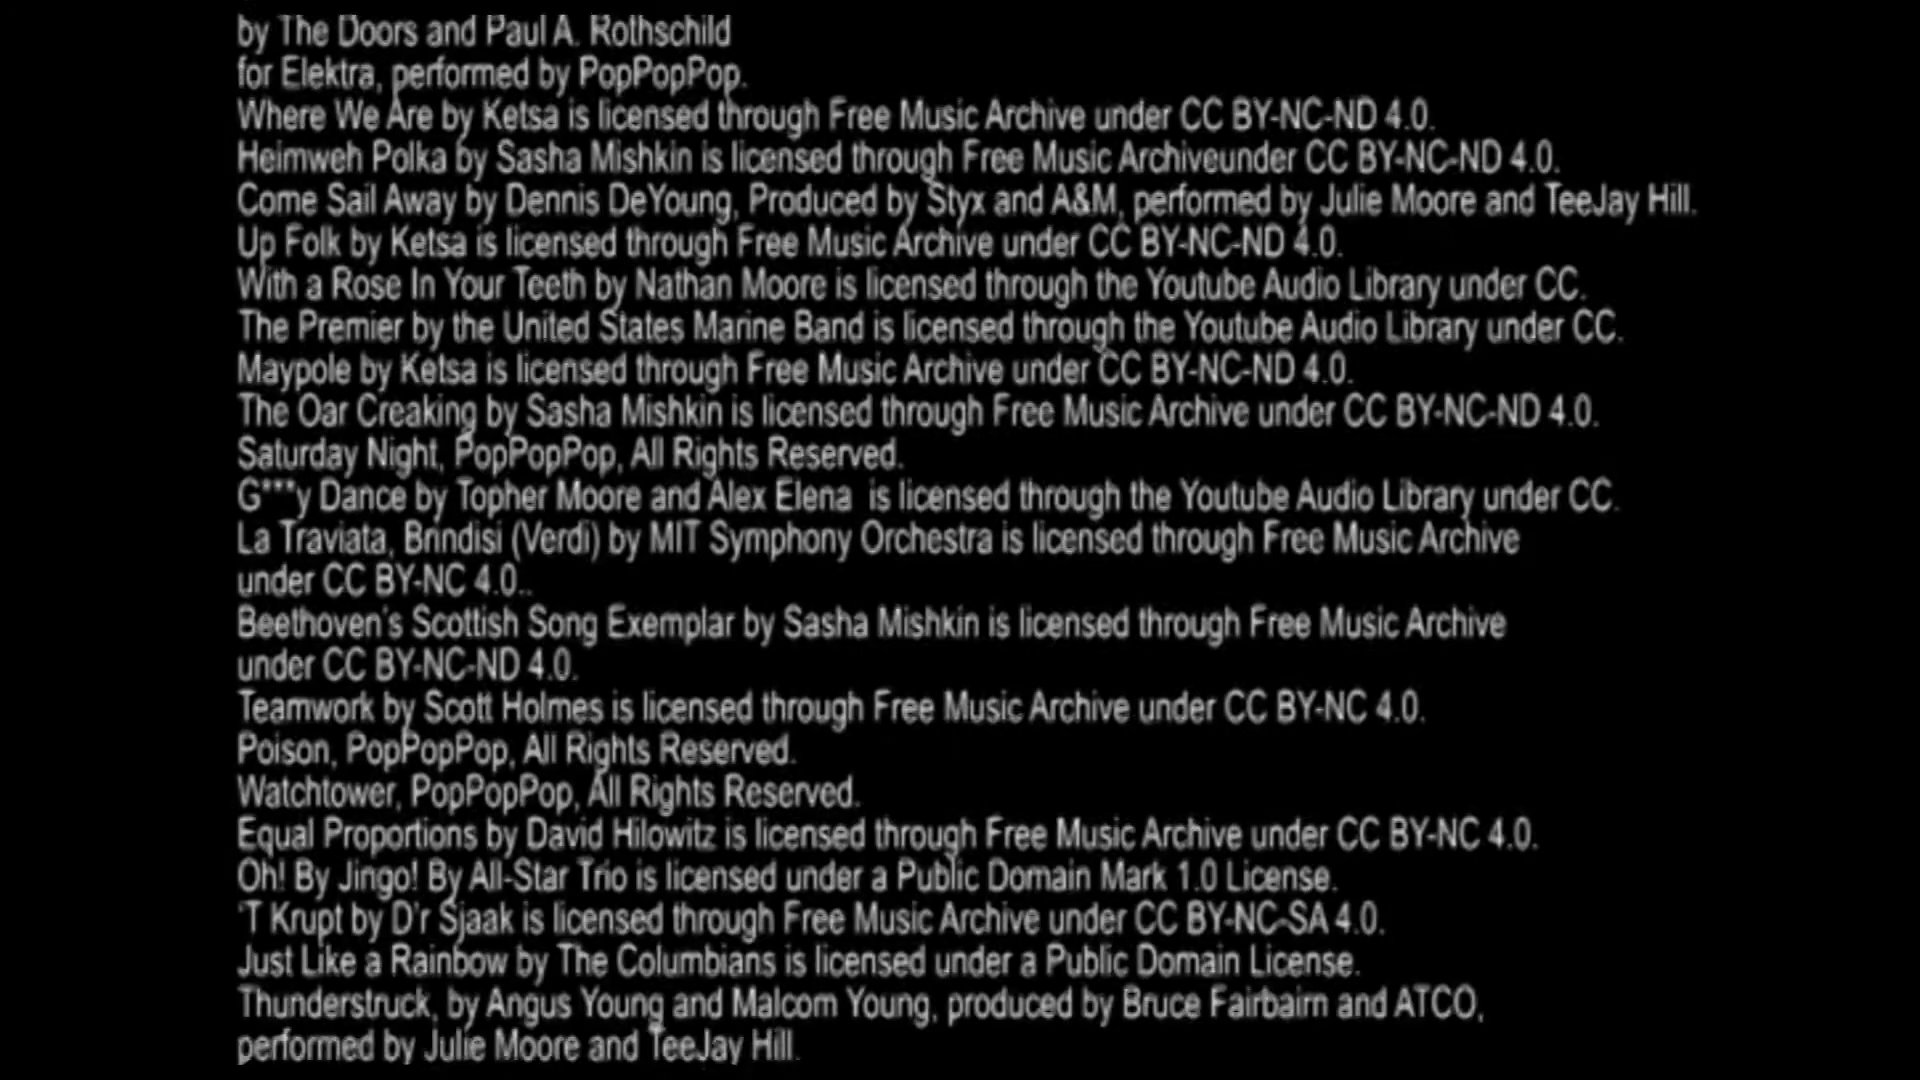 by The Doors and Paul A. Rothschild
for Elektra, performed by PopPopPop.
Where We Are by Ketsa is licensed through Free Music Archive under CC BY-NC-ND 4.0.
Heimweh Polka by Sasha Mishkin is licensed through Free Music Archiveunder CC BY-NC-ND 4.0.
Come Sail Away by Dennis DeYoung, Produced by Styx and A&M, performed by Julie Moore and TeeJay Hill.
Up Folk by Ketsa is licensed through Free Music Archive under CC BY-NC-ND 4.0.
With a Rose In Your Teeth by Nathan Moore is licensed through the Youtube Audio Library under CC.
The Premier by the United States Marine Band is licensed through the Youtube Audio Library under CC.
Maypole by Ketsa is licensed through Free Music Archive under CC BY-NC-ND 4.0.
The Oar Creaking by Sasha Mishkin is licensed through Free Music Archive under CC BY-NC-ND 4.0.
Saturday Night, PopPopPop, All Rights Reserved.
G***y Dance by Topher Moore and Alex Elena is licensed through the Youtube Audio Library under CC.
La Traviata, Brindisi (Verdi) by MIT Symphony Orchestra is licensed through Free Music Archive
under CC BY-NC 4.0..
Beethoven's Scottish Song Exemplar by Sasha Mishkin is licensed through Free Music Archive
under CC BY-NC-ND 4.0.
Teamwork by Scott Holmes is licensed through Free Music Archive under CC BY-NC 4.0.
Poison, PopPopPop, All Rights Reserved.
Watchtower, PopPopPop, All Rights Reserved.
Equal Proportions by David Hilowitz is licensed through Free Music Archive under CC BY-NC 4.0.
Oh! By Jingo! By All-Star Trio is licensed under a Public Domain Mark 1.0 License.
'T Krupt by D'r Sjaak is licensed through Free Music Archive under CC BY-NC-SA 4.0.
Just Like a Rainbow by The Columbians is licensed under a Public Domain License.
Thunderstruck, by Angus Young and Malcom Young, produced by Bruce Fairbairn and ATCO,
performed by Julie Moore and TeeJay Hill.